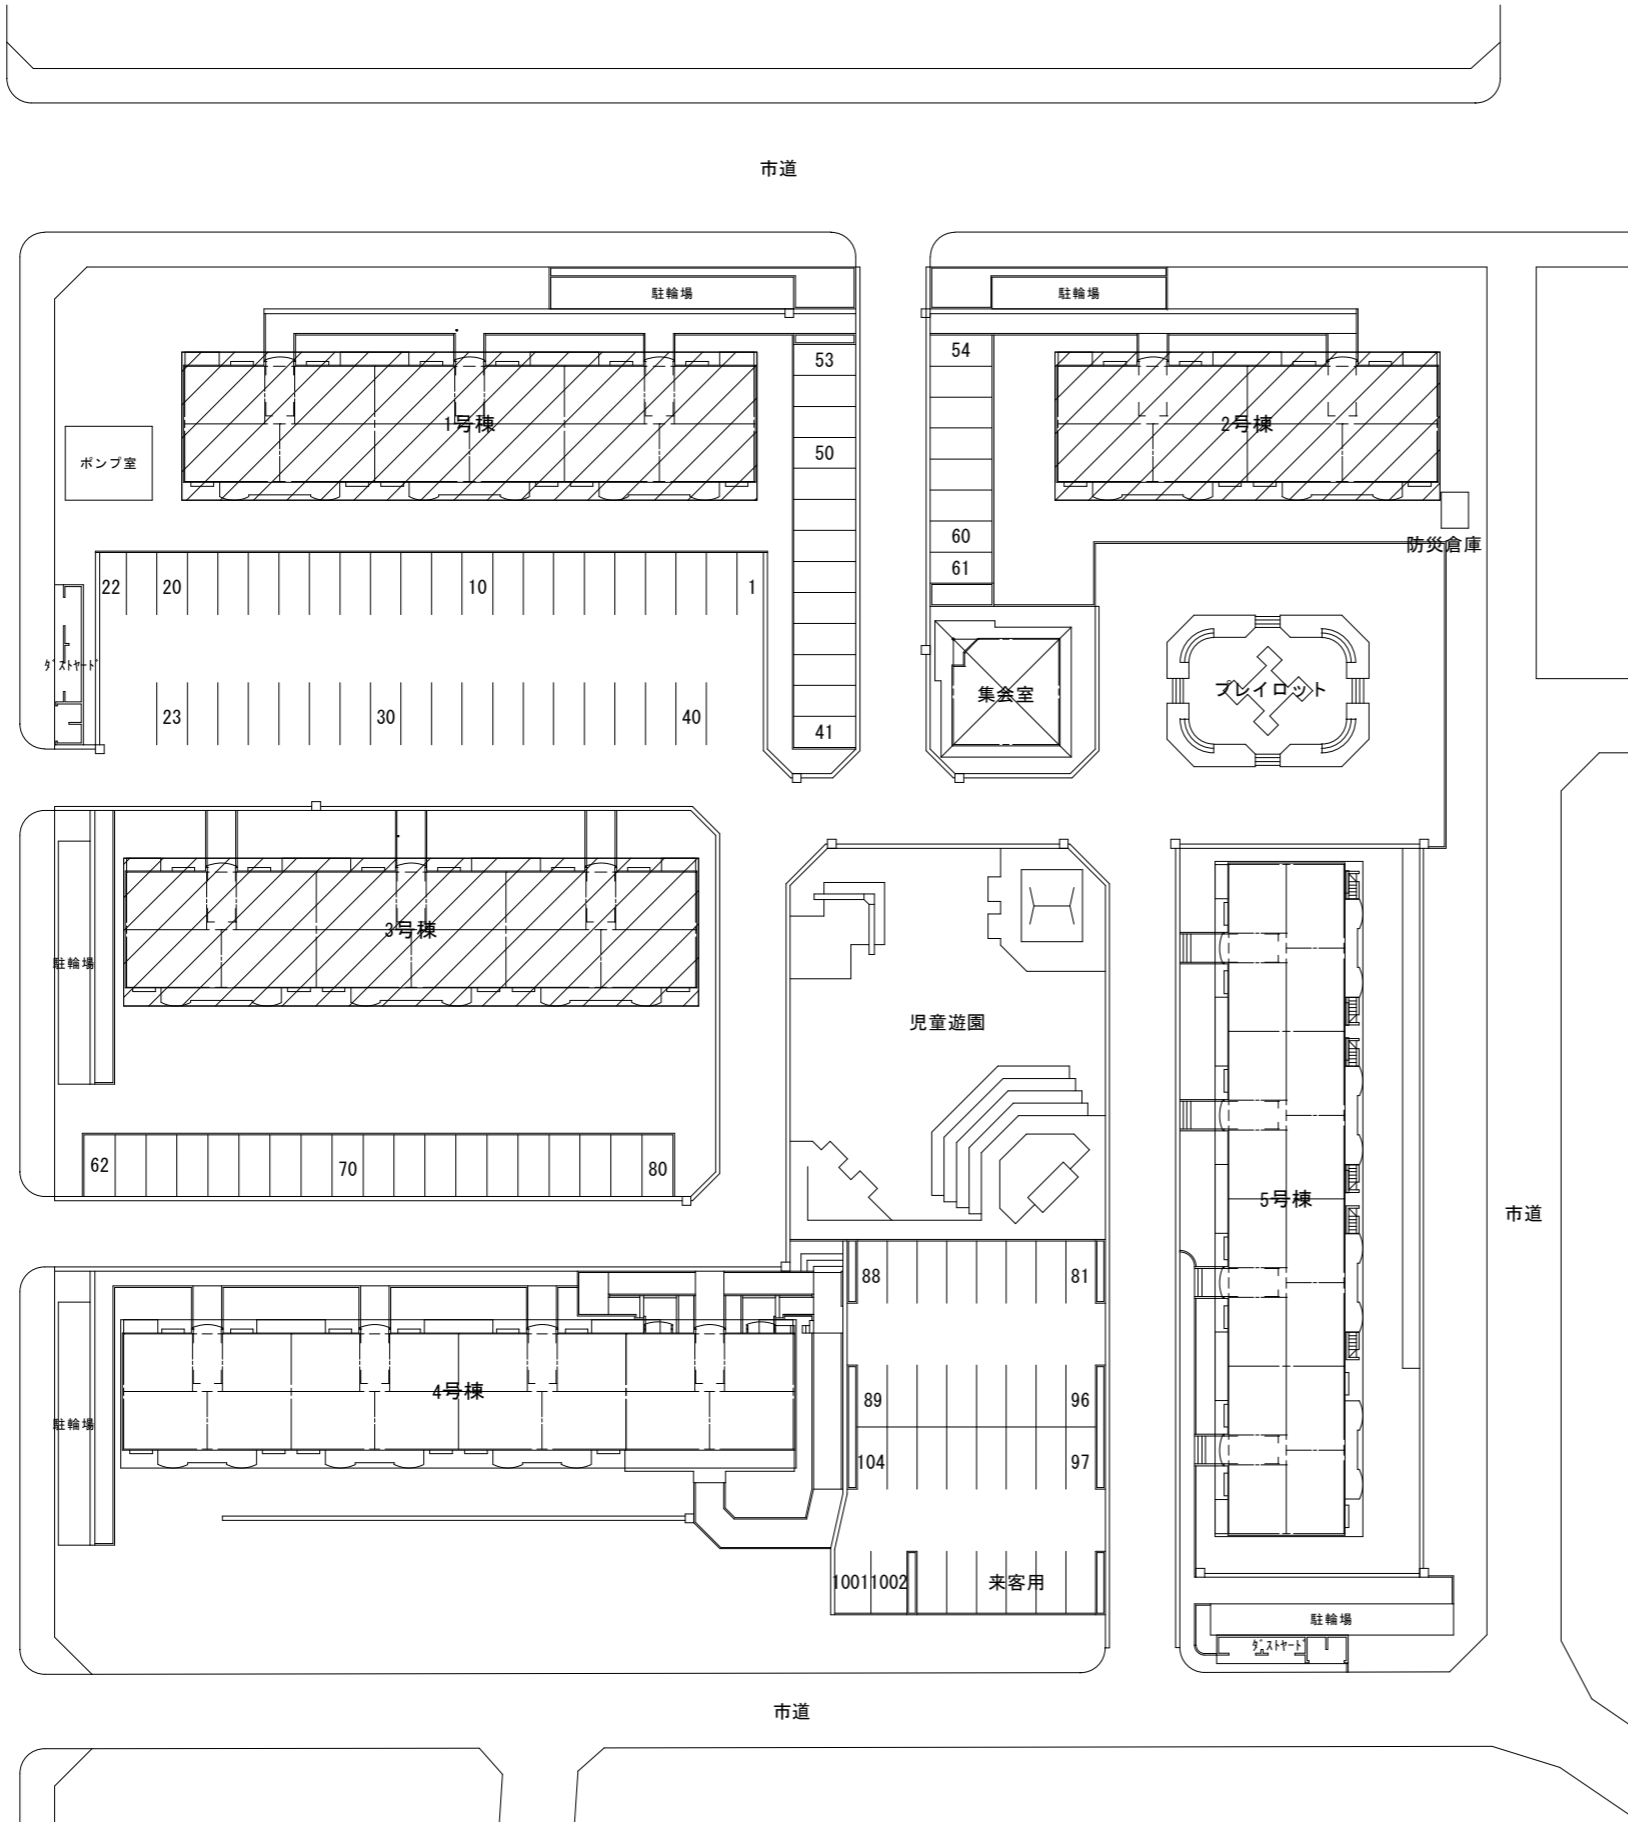 市道
駐輪場
駐輪場
53
54
1号棟
2号棟
50
ポンプ室
60
防災倉庫
61
22
20
10
1
ダストヤード
集会室
プレイロット
23
30
40
41
3号棟
駐輪場
児童遊園
62
70
80
5号棟
市道
88
81
4号棟
89
96
駐輪場
104
97
1001
1002
来客用
駐輪場
ダストヤード
市道